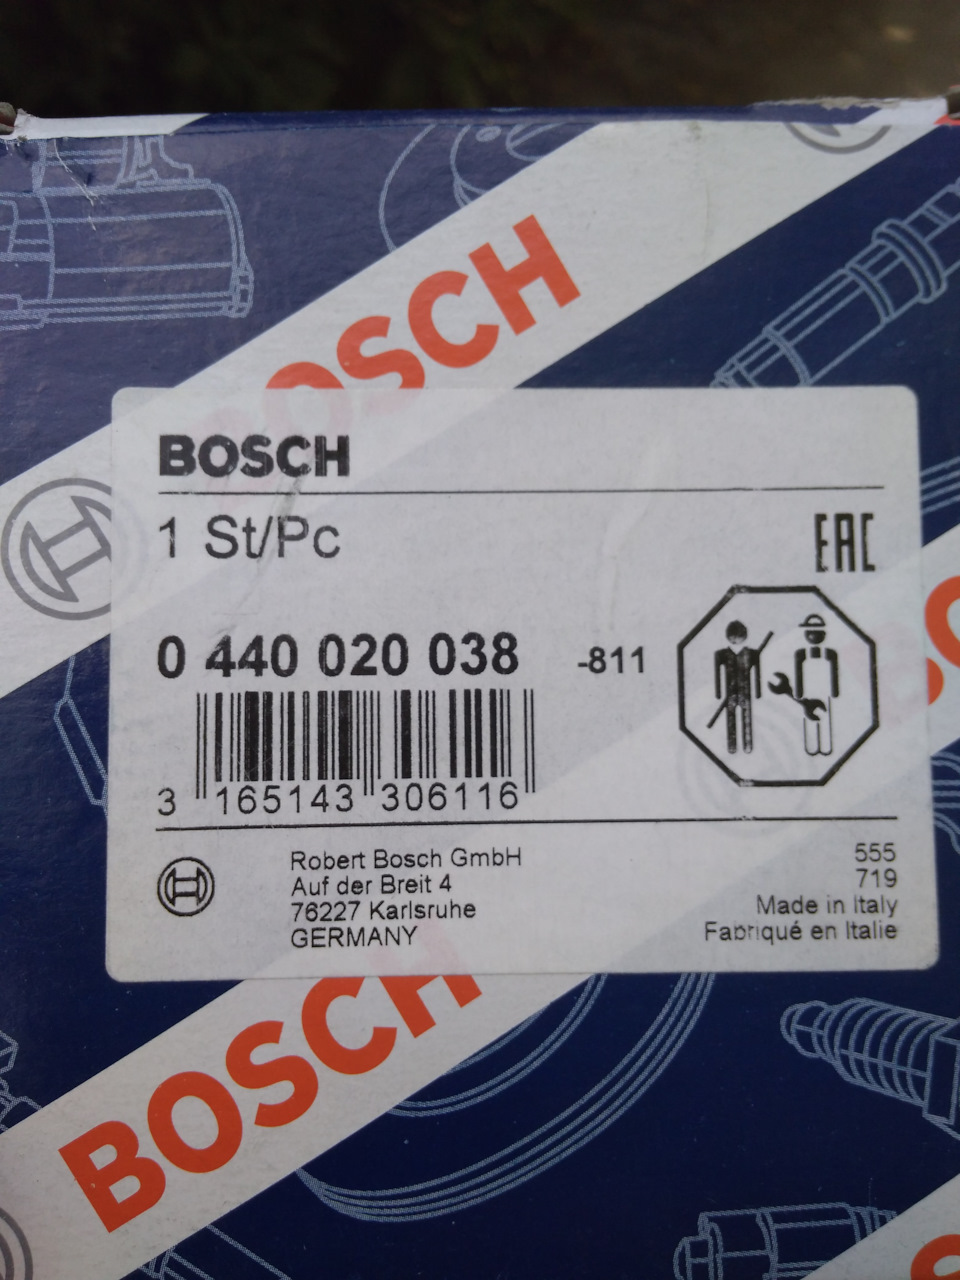 BOSCH
BOSCH
1 St/Pc
EAC
0 440 020 038 -811
3 165143 306116
Robert Bosch GmbH
Auf der Breit 4
76227 Karlsruhe
GERMANY
555
719
Made in Italy
Fabriqué en Italie
BOSCH